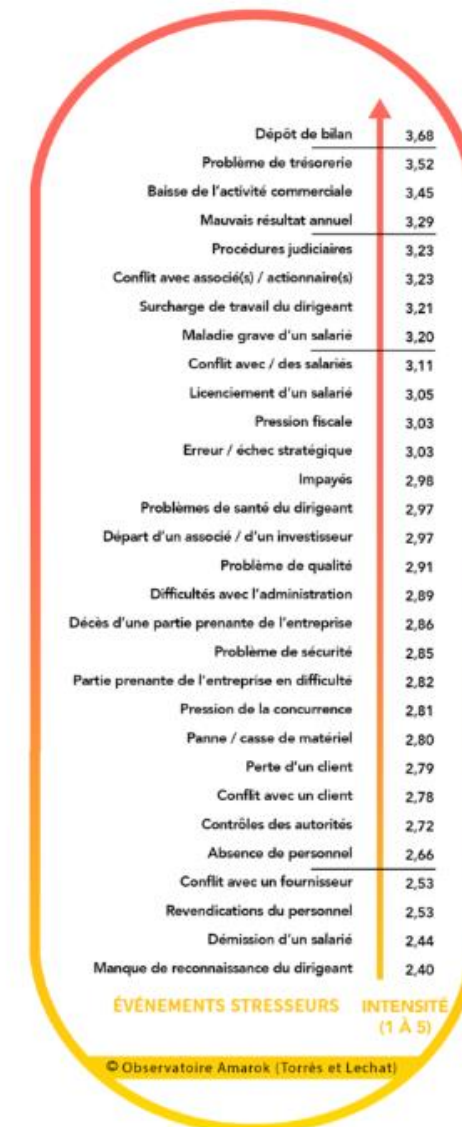 Dépôt de bilan 3,68
Problème de trésorerie 3,52
Baisse de l'activité commerciale 3,45
Mauvais résultat annuel 3,29
Procédures judiciaires 3,23
Conflit avec associé(s) / actionnaire(s) 3,23
Surcharge de travail du dirigeant 3,21
Maladie grave d'un salarié 3,20
Conflit avec / des salariés 3,11
Licenciement d'un salarié 3,05
Pression fiscale 3,03
Erreur / échec stratégique 3,03
Impayés 2,98
Problèmes de santé du dirigeant 2,97
Départ d'un associé / d'un investisseur 2,97
Problème de qualité 2,91
Difficultés avec l'administration 2,89
Décès d'une partie prenante de l'entreprise 2,86
Problème de sécurité 2,85
Partie prenante de l'entreprise en difficulté 2,82
Pression de la concurrence 2,81
Panne / casse de matériel 2,80
Perte d'un client 2,79
Conflit avec un client 2,78
Contrôles des autorités 2,72
Absence de personnel 2,66
Conflit avec un fournisseur 2,53
Revendications du personnel 2,53
Démission d'un salarié 2,44
Manque de reconnaissance du dirigeant 2,40
ÉVÉNEMENTS STRESSEURS INTENSITÉ
(1 À 5)
© Observatoire Amarok (Torrès et Lechat)